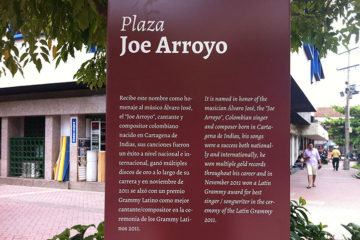 Plaza
Joe Arroyo
Recibe este nombre como ho-
menaje al músico Álvaro José,
el "Joe Arroyo", cantante y
compositor colombiano
nacido en Cartagena de
Indias, sus canciones fueron
un éxito a nivel nacional e in-
ternacional, ganó múltiples
discos de oro a lo largo de su
carrera y en noviembre de
2011 se alzó con un premio
Grammy Latino como mejor
cantante/compositor en la ce-
remonia de los Grammy Lati-
nos 2011.
It is named in honor of the
musician Álvaro José, the "Joe
Arroyo", Colombian singer
and composer born in Carta-
gena de Indias, his songs
were a success both national-
ly and internationally, he
won multiple gold records
throughout his career and in
November 2011 won a Latin
Grammy award for best
singer / songwriter in the cer-
emony of the Latin Grammy
2011.